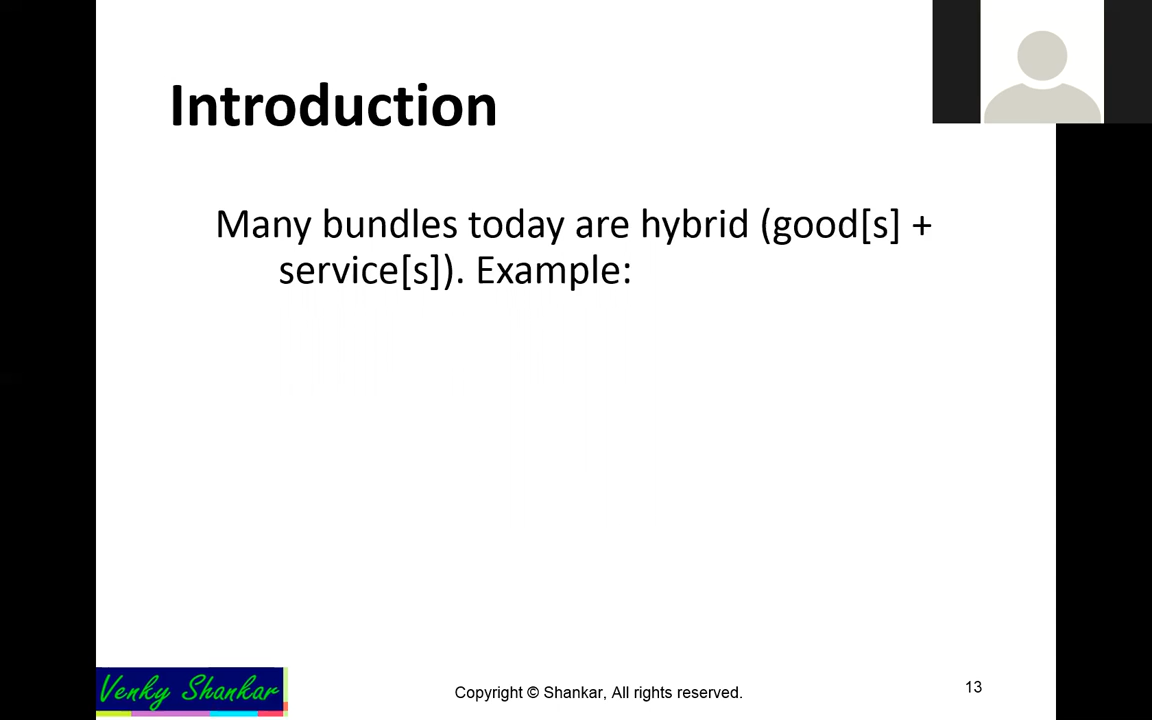 Introduction
Many bundles today are hybrid (good[s] +
service[s]). Example:
Venky Shankar
Copyright © Shankar, All rights reserved.
13